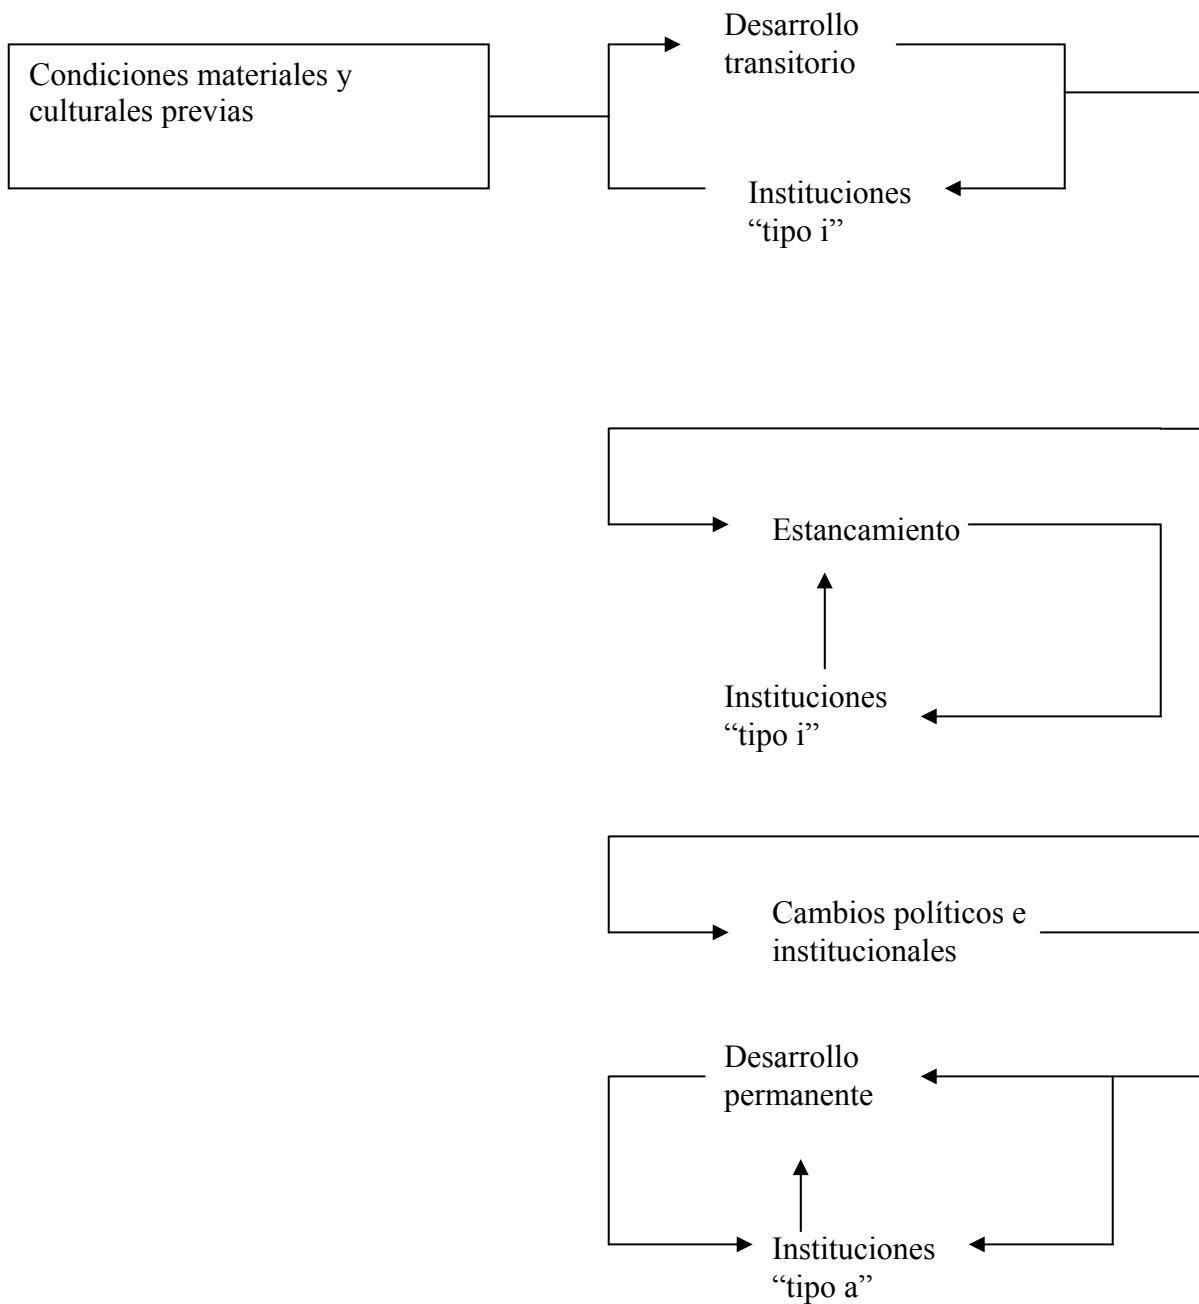 Condiciones materiales y
culturales previas
Desarrollo
transitorio
Instituciones
“tipo i”
Estancamiento
Instituciones
“tipo i”
Cambios políticos e
institucionales
Desarrollo
permanente
Instituciones
“tipo a”